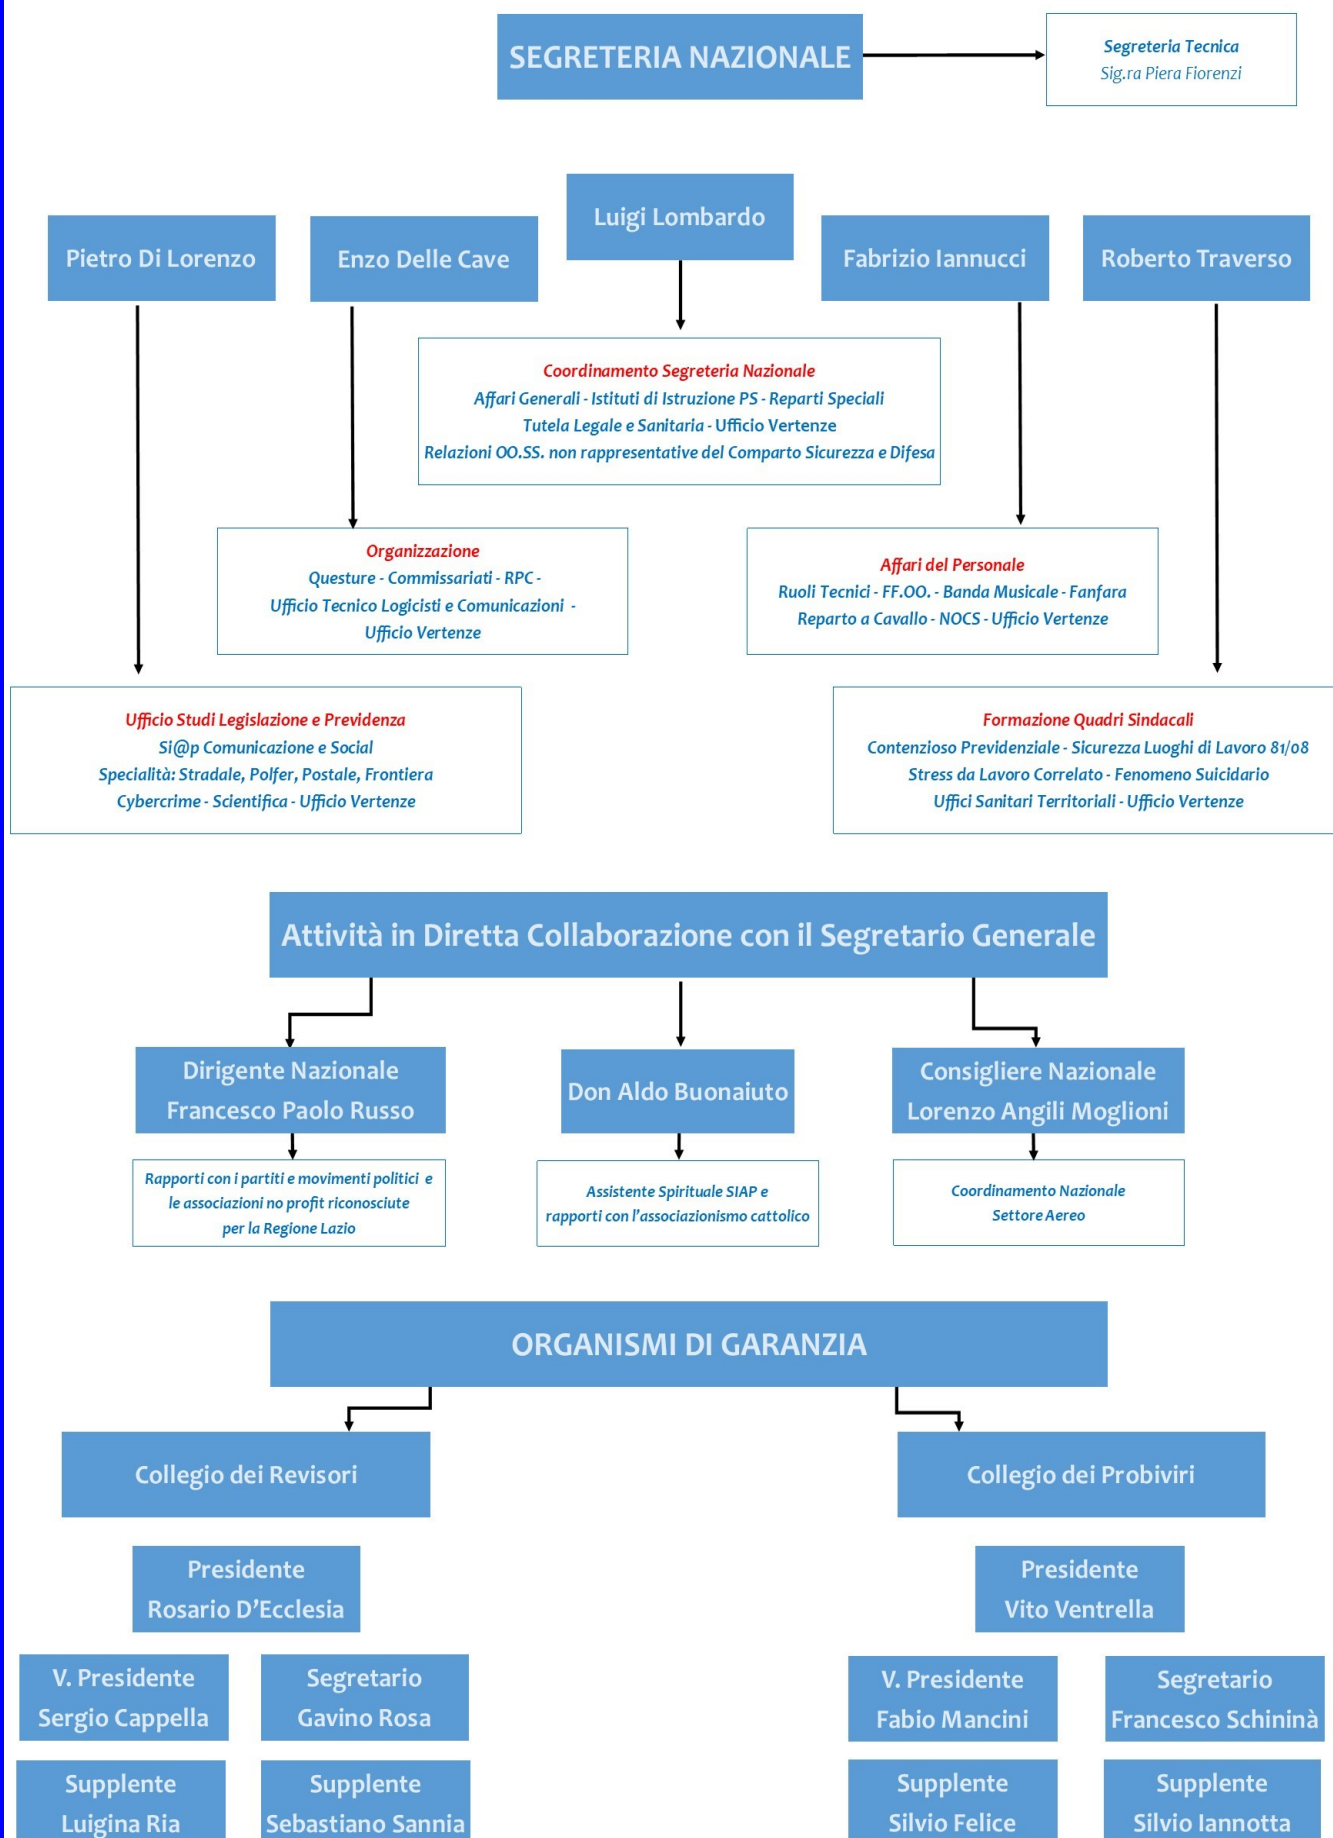 SEGRETERIA NAZIONALE
Segreteria Tecnica
Sig.ra Piera Fiorenzi
Pietro Di Lorenzo
Enzo Delle Cave
Luigi Lombardo
Fabrizio Iannucci
Roberto Traverso
Coordinamento Segreteria Nazionale
Affari Generali - Istituti di Istruzione PS - Reparti Speciali
Tutela Legale e Sanitaria - Ufficio Vertenze
Relazioni OO.SS. non rappresentative del Comparto Sicurezza e Difesa
Organizzazione
Questure - Commissariati - RPC -
Ufficio Tecnico Logicisti e Comunicazioni -
Ufficio Vertenze
Affari del Personale
Ruoli Tecnici - FF.OO. - Banda Musicale - Fanfara
Reparto a Cavallo - NOCS - Ufficio Vertenze
Ufficio Studi Legislazione e Previdenza
Si@p Comunicazione e Social
Specialità: Stradale, Polfer, Postale, Frontiera
Cybercrime - Scientifica - Ufficio Vertenze
Formazione Quadri Sindacali
Contenzioso Previdenziale - Sicurezza Luoghi di Lavoro 81/08
Stress da Lavoro Correlato - Fenomeno Suicidario
Uffici Sanitari Territoriali - Ufficio Vertenze
Attività in Diretta Collaborazione con il Segretario Generale
Dirigente Nazionale
Francesco Paolo Russo
Don Aldo Buonaiuto
Consigliere Nazionale
Lorenzo Angili Moglioni
Rapporti con i partiti e movimenti politici e
le associazioni no profit riconosciute
per la Regione Lazio
Assistente Spirituale SIAP e
rapporti con l'associazionismo cattolico
Coordinamento Nazionale
Settore Aereo
ORGANISMI DI GARANZIA
Collegio dei Revisori
Collegio dei Probiviri
Presidente
Rosario D'Ecclesia
Presidente
Vito Ventrella
V. Presidente
Sergio Cappella
Segretario
Gavino Rosa
V. Presidente
Fabio Mancini
Segretario
Francesco Schininà
Supplente
Luigina Ria
Supplente
Sebastiano Sannia
Supplente
Silvio Felice
Supplente
Silvio Iannotta